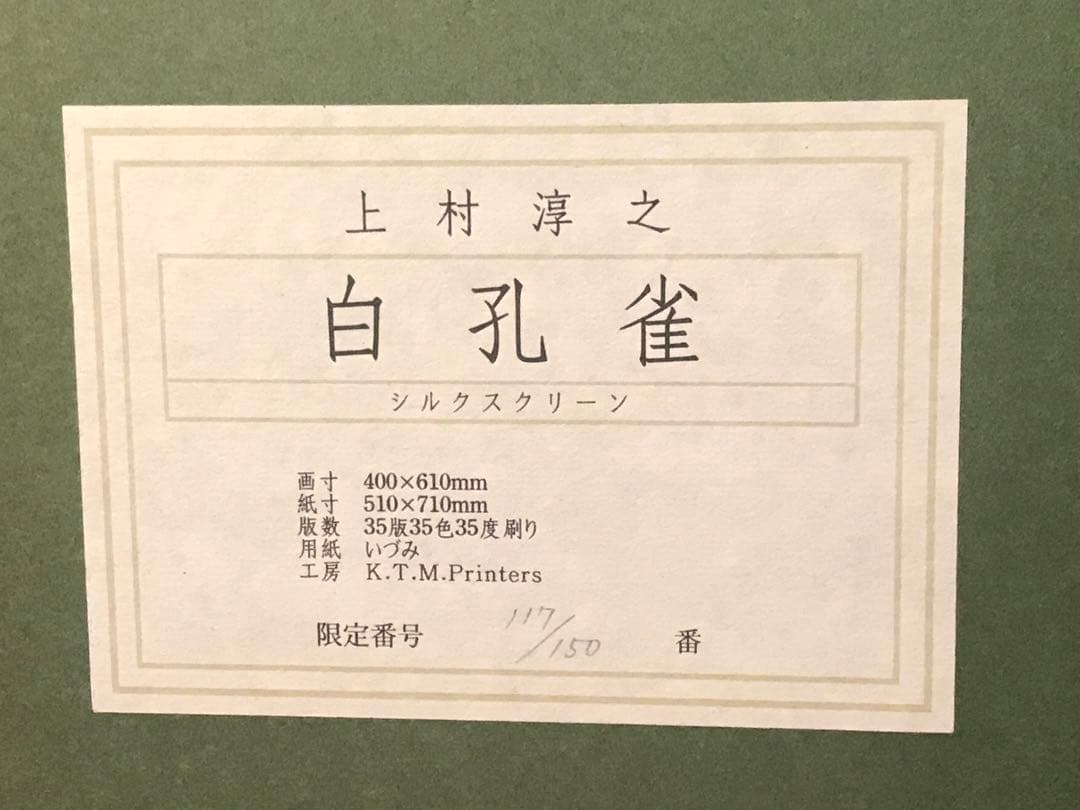 上村淳之
白孔雀
シルクスクリーン
画寸 400×610mm
紙寸 510×710mm
版数 35版35色35度刷り
用紙 いづみ
工房 K.T.M.Printers
限定番号 117/150 番